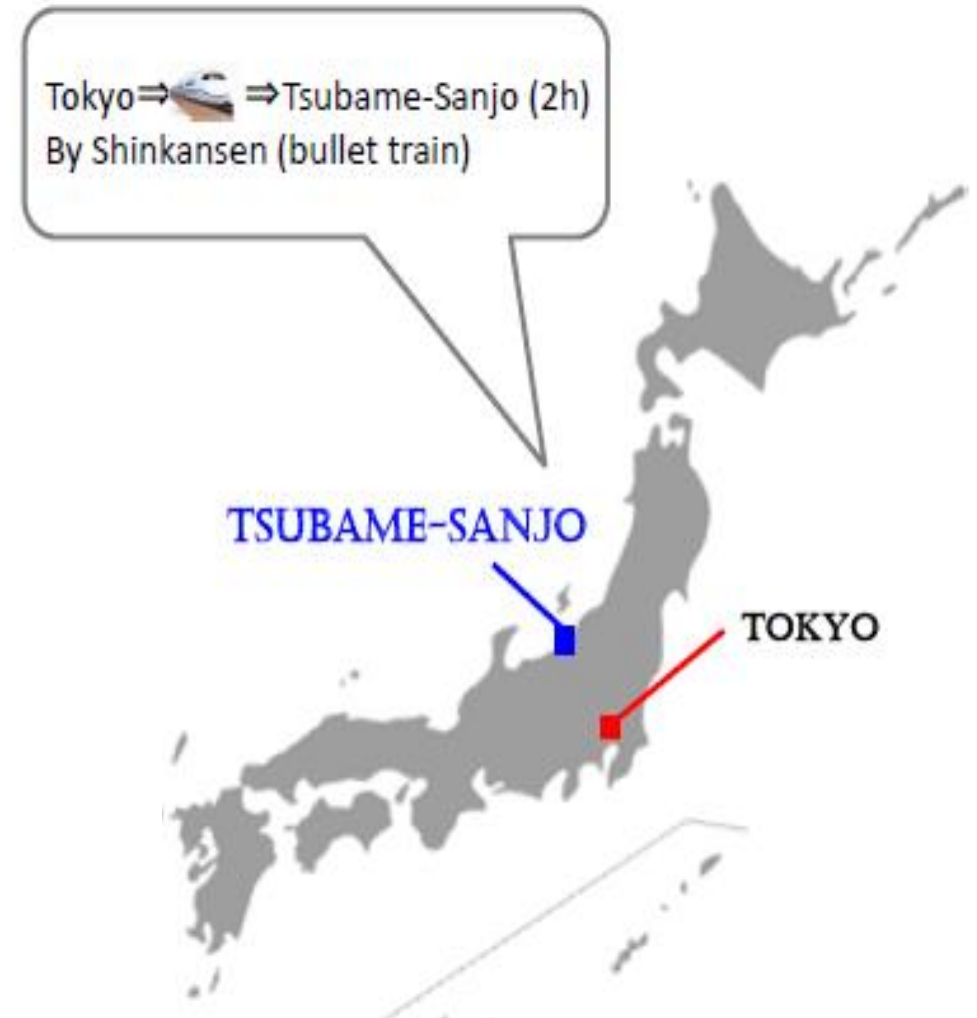 Tokyo⇒ ⇒Tsubame-Sanjo (2h)
By Shinkansen (bullet train)
TSUBAME-SANJO
TOKYO